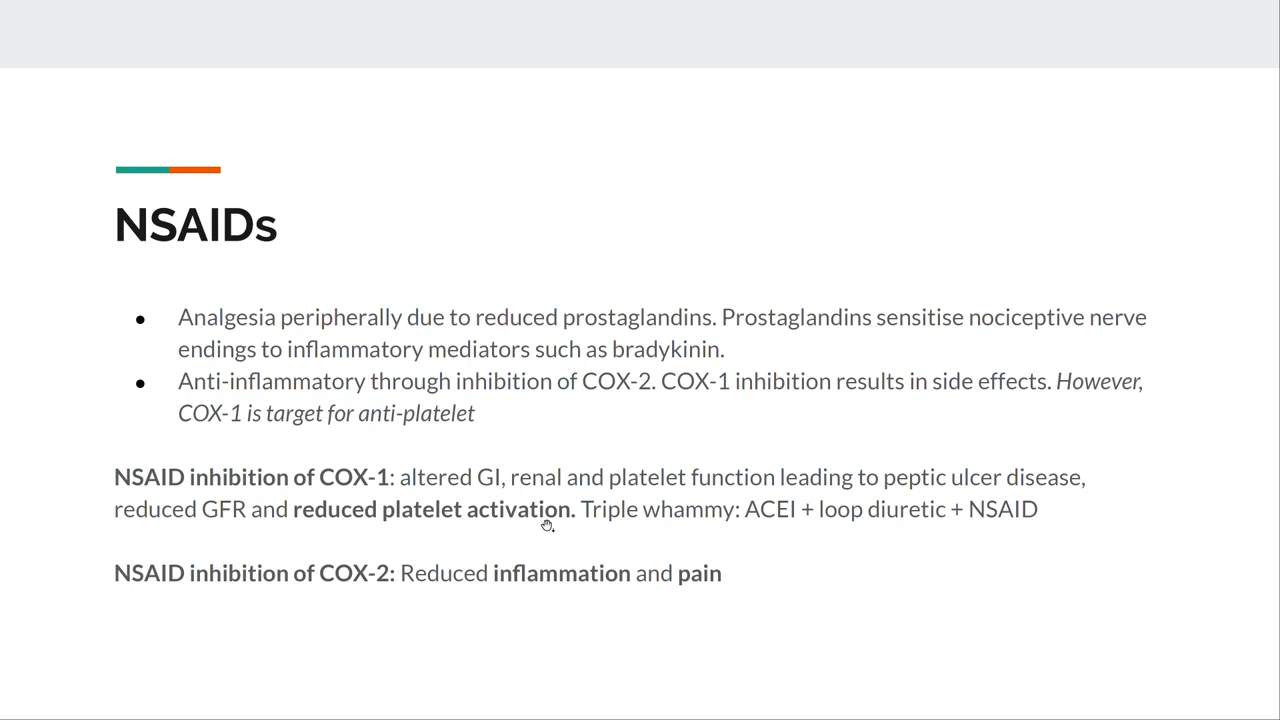 NSAIDs
● Analgesia peripherally due to reduced prostaglandins. Prostaglandins sensitise nociceptive nerve
endings to inflammatory mediators such as bradykinin.
● Anti-inflammatory through inhibition of COX-2. COX-1 inhibition results in side effects. However,
COX-1 is target for anti-platelet
NSAID inhibition of COX-1: altered GI, renal and platelet function leading to peptic ulcer disease,
reduced GFR and reduced platelet activation. Triple whammy: ACEI + loop diuretic + NSAID
NSAID inhibition of COX-2: Reduced inflammation and pain